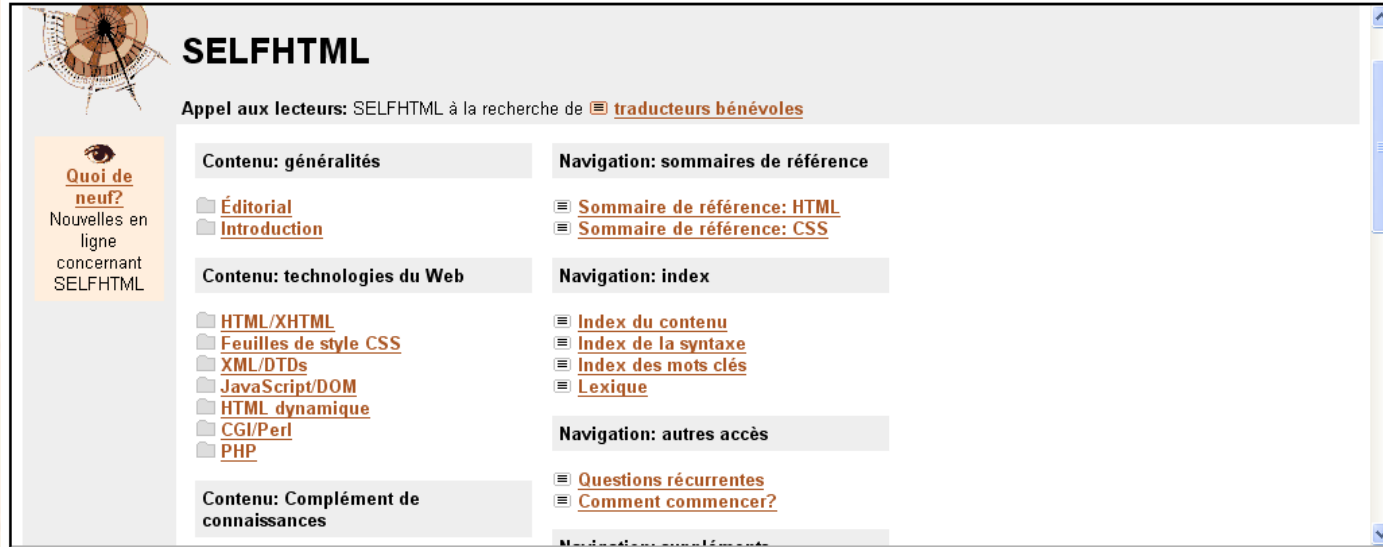 SELFHTML
Appel aux lecteurs: SELFHTML à la recherche de traducteurs bénévoles
Quoi de
neuf?
Nouvelles en
ligne
concernant
SELFHTML
Contenu: généralités
Éditorial
Introduction
Contenu: technologies du Web
HTML/XHTML
Feuilles de style CSS
XML/DTDs
JavaScript/DOM
HTML dynamique
CGI/Perl
PHP
Contenu: Complément de
connaissances
Navigation: sommaires de référence
Sommaire de référence: HTML
Sommaire de référence: CSS
Navigation: index
Index du contenu
Index de la syntaxe
Index des mots clés
Lexique
Navigation: autres accès
Questions récurrentes
Comment commencer?
Navigation: suppléments